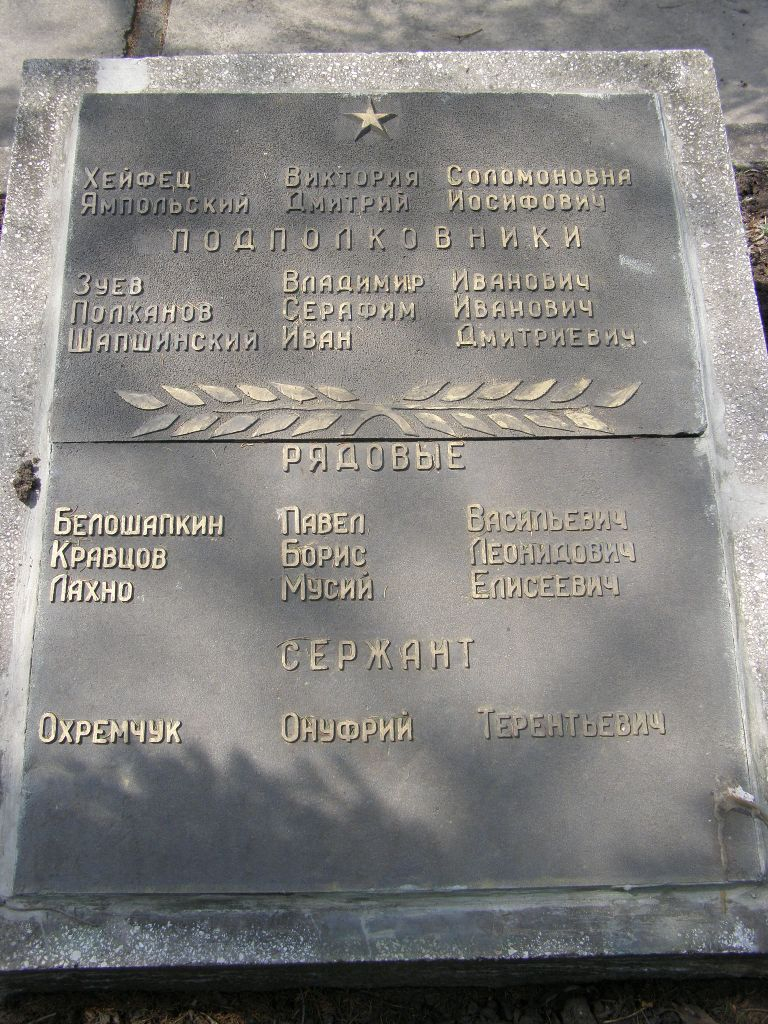 Хейфец Виктория Соломоновна
Ямпольский Дмитрий Иосифович
ПОДПОЛКОВНИКИ
Зуев Владимир Иванович
Полканов Серафим Иванович
Шапшинский Иван Дмитриевич
РЯДОВЫЕ
Белошапкин Павел Васильевич
Кравцов Борис Леонидович
Лахно Мусий Елисеевич
СЕРЖАНТ
Охремчук Онуфрий Терентьевич